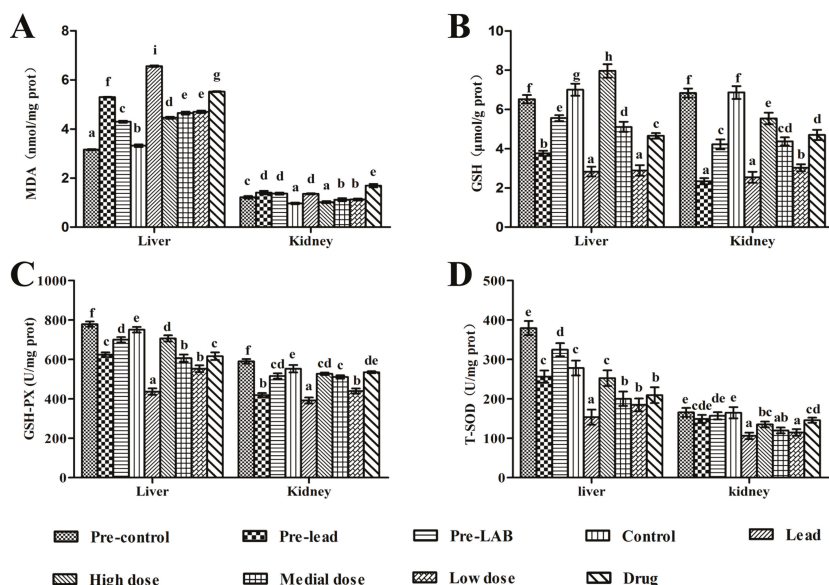 A
MDA (nmol/mg prot)
8
6
4
2
0
a f c b i d e e g
c d d a d a b b e
Liver Kidney
B
GSH (μmol/g prot)
10
8
6
4
2
0
f b e g a h d a c
f a c f a e cd b d
Liver Kidney
C
GSH-PX (U/mg prot)
1000
800
600
400
200
0
f c d e a d b b c
f b cd e a cd c b de
Liver Kidney
D
T-SOD (U/mg prot)
500
400
300
200
100
0
e c d c a c b b b
e cde de de a bc ab a cd
liver kidney
Pre-control Pre-lead Pre-LAB Control Lead
High dose Medial dose Low dose Drug